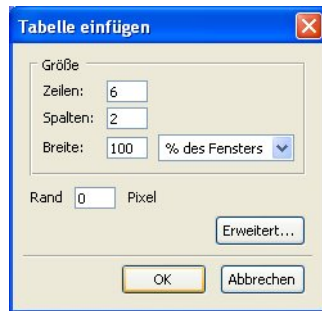 Tabelle einfügen
Größe
Zeilen: 6
Spalten: 2
Breite: 100 % des Fensters
Rand 0 Pixel
Erweitert...
OK Abbrechen